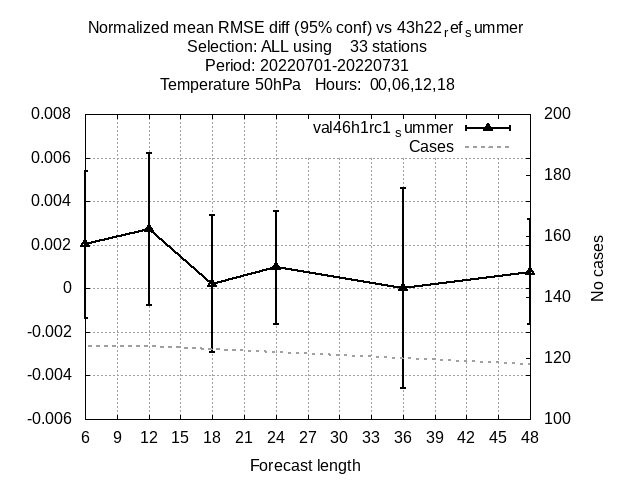 Normalized mean RMSE diff (95% conf) vs 43h22refsummer
Selection: ALL using 33 stations
Period: 20220701-20220731
Temperature 50hPa Hours: 00,06,12,18
val46h1rc1summer
Cases
0.008
0.006
0.004
0.002
0
-0.002
-0.004
-0.006
200
180
160
140
120
100
No cases
6 9 12 15 18 21 24 27 30 33 36 39 42 45 48
Forecast length